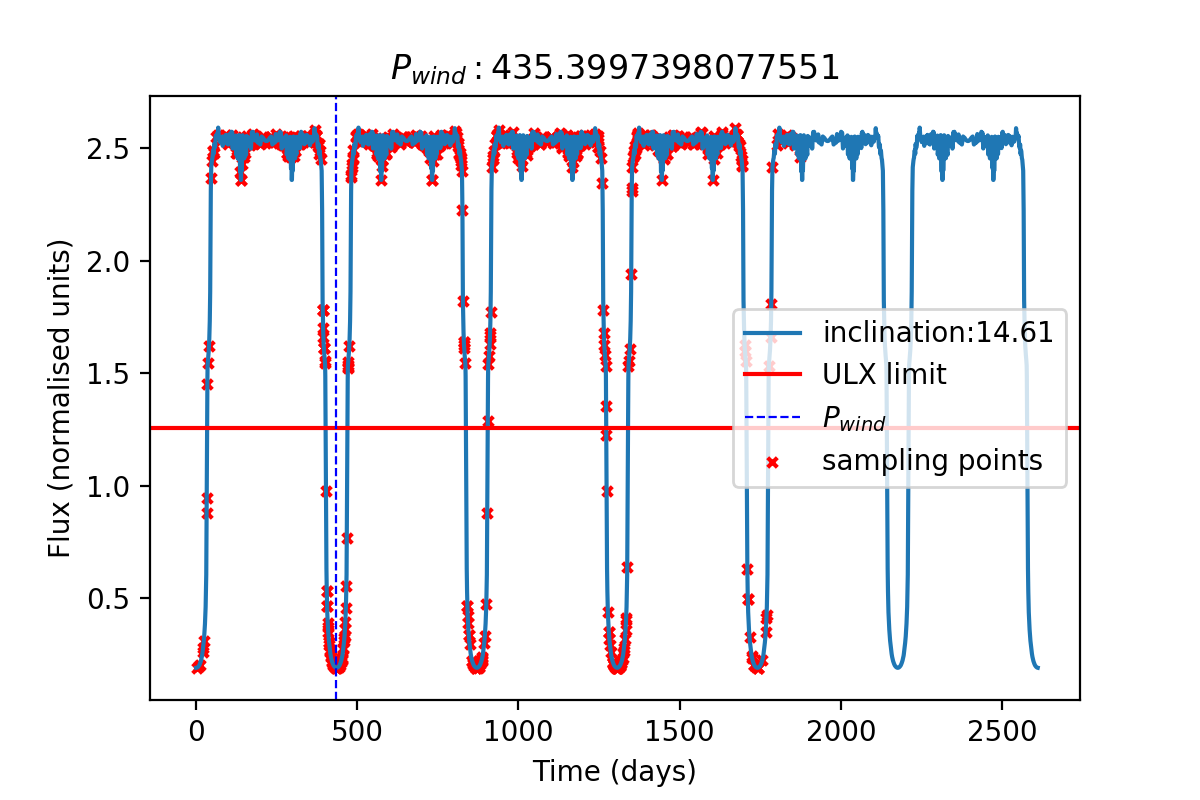 P_wind : 435.3997398077551
Flux (normalised units)
2.5
2.0
1.5
1.0
0.5
inclination:14.61
ULX limit
P_wind
sampling points
0 500 1000 1500 2000 2500
Time (days)